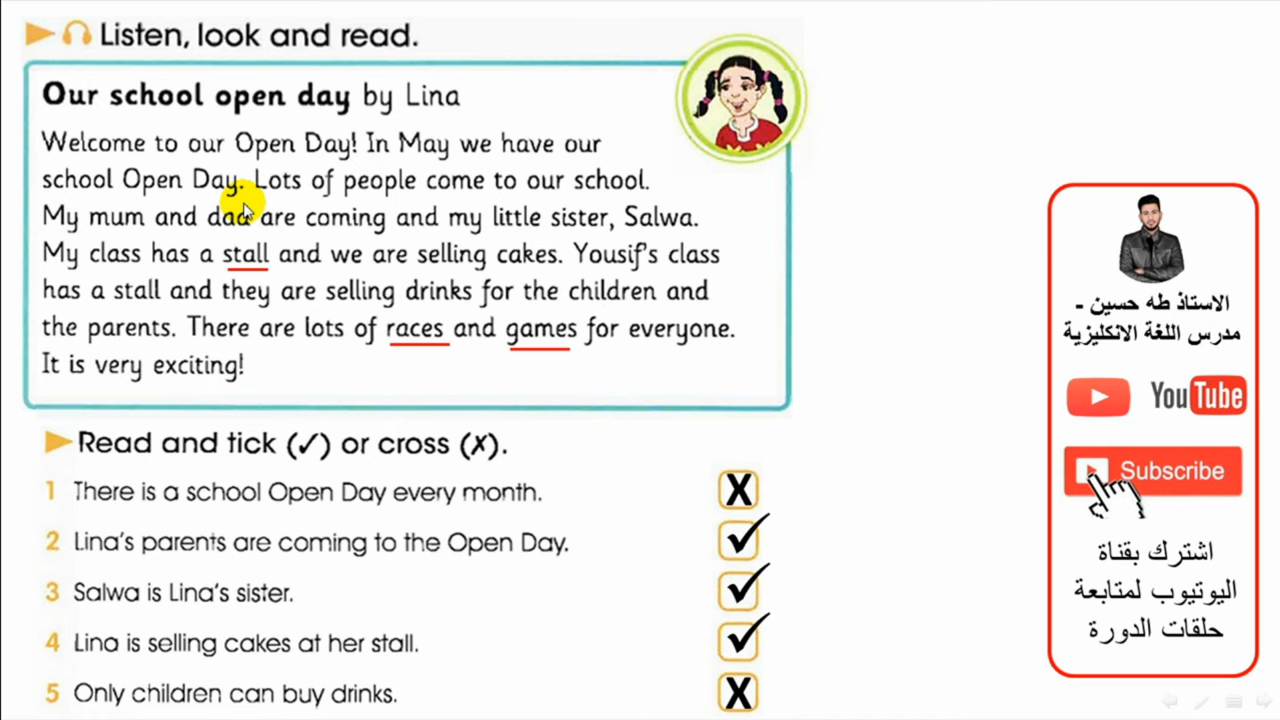 Listen, look and read.
Our school open day by Lina
Welcome to our Open Day! In May we have our
school Open Day. Lots of people come to our school.
My mum and dad are coming and my little sister, Salwa.
My class has a stall and we are selling cakes. Yousif's class
has a stall and they are selling drinks for the children and
the parents. There are lots of races and games for everyone.
It is very exciting!
Read and tick (✓) or cross (✗).
1 There is a school Open Day every month. X
2 Lina's parents are coming to the Open Day. ✓
3 Salwa is Lina's sister. ✓
4 Lina is selling cakes at her stall. ✓
5 Only children can buy drinks. X
الاستاذ طه حسين -
مدرس اللغة الانكليزية
YouTube
Subscribe
اشترك بقناة
اليوتيوب لمتابعة
حلقات الدورة